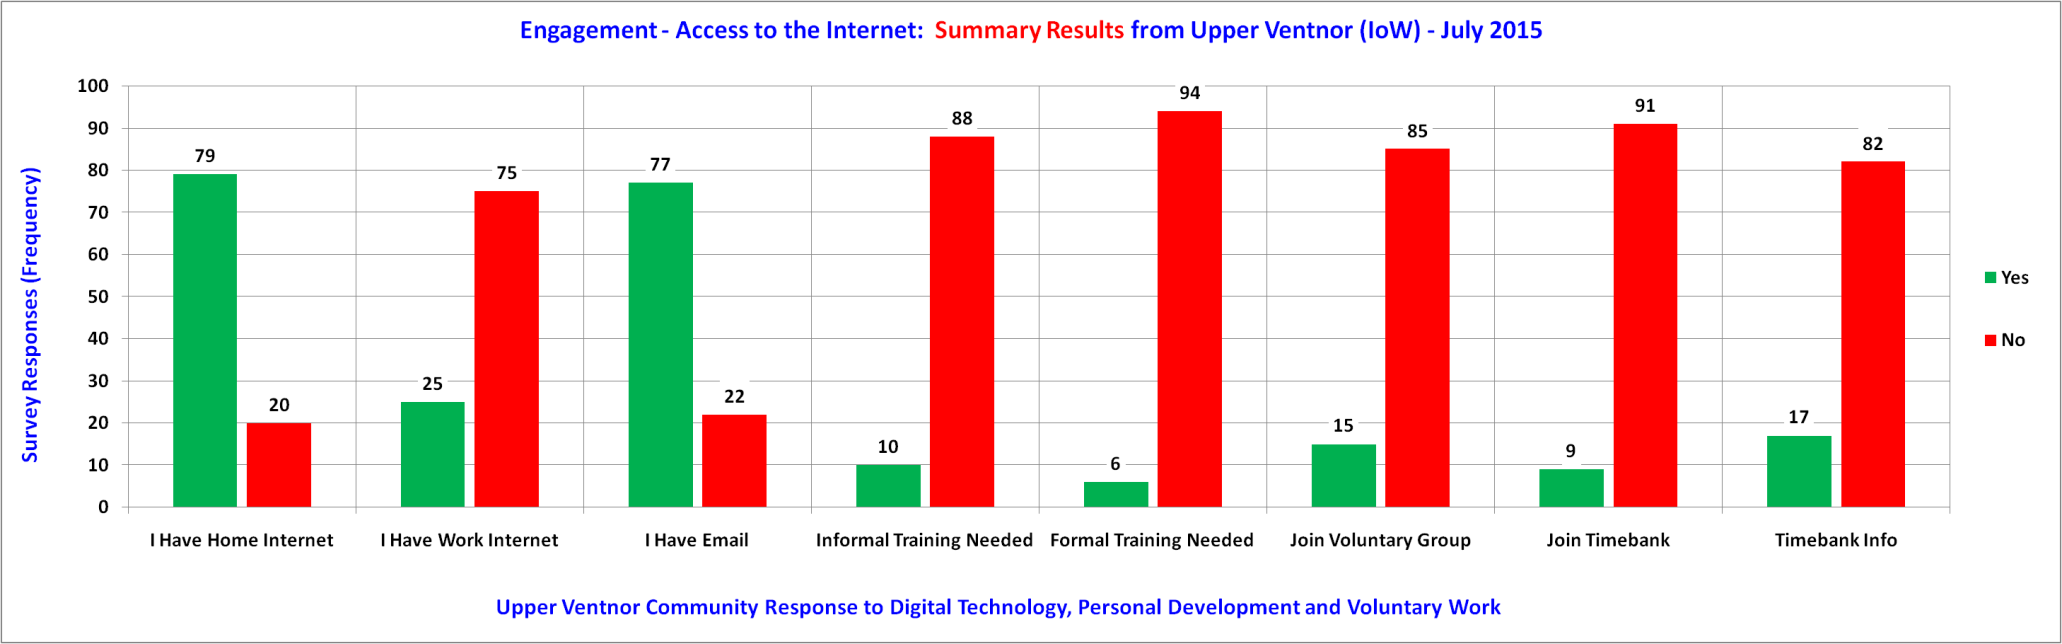 Engagement - Access to the Internet: Summary Results from Upper Ventnor (IoW) - July 2015
Survey Responses (Frequency)
100
90
80
70
60
50
40
30
20
10
0
79
20
25
75
77
22
10
88
6
94
15
85
9
91
17
82
I Have Home Internet
I Have Work Internet
I Have Email
Informal Training Needed
Formal Training Needed
Join Voluntary Group
Join Timebank
Timebank Info
Yes
No
Upper Ventnor Community Response to Digital Technology, Personal Development and Voluntary Work